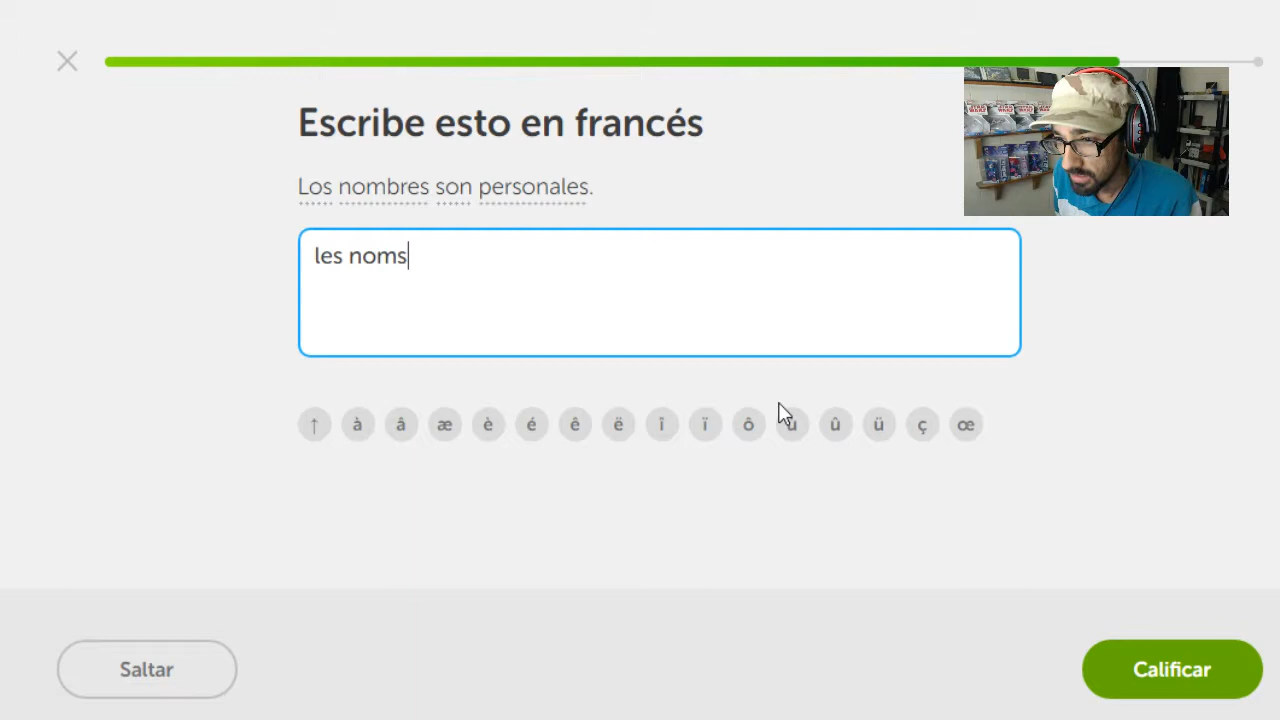 Escribe esto en francés
Los nombres son personales.
les noms
↑ à â æ è é ê ë î ï ô ù û ü ç œ
Saltar
Calificar